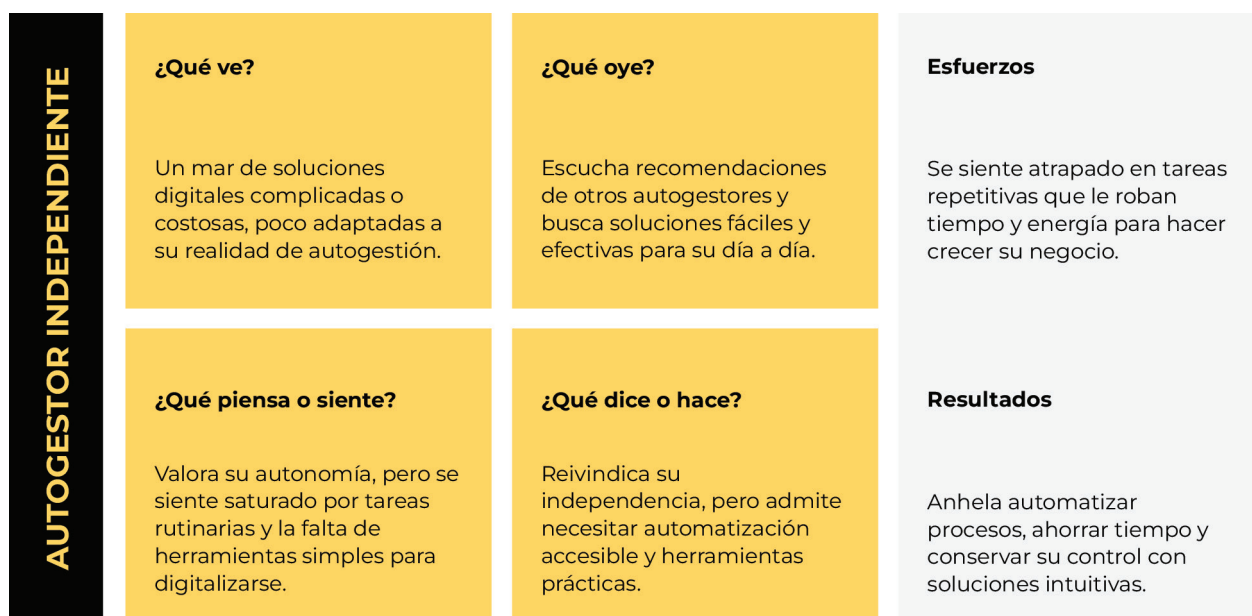 AUTOGESTOR INDEPENDIENTE
¿Qué ve?
Un mar de soluciones
digitales complicadas o
costosas, poco adaptadas a
su realidad de autogestión.
¿Qué oye?
Escucha recomendaciones
de otros autogestores y
busca soluciones fáciles y
efectivas para su día a día.
Esfuerzos
Se siente atrapado en tareas
repetitivas que le roban
tiempo y energía para hacer
crecer su negocio.
¿Qué piensa o siente?
Valora su autonomía, pero se
siente saturado por tareas
rutinarias y la falta de
herramientas simples para
digitalizarse.
¿Qué dice o hace?
Reivindica su
independencia, pero admite
necesitar automatización
accesible y herramientas
prácticas.
Resultados
Anhela automatizar
procesos, ahorrar tiempo y
conservar su control con
soluciones intuitivas.